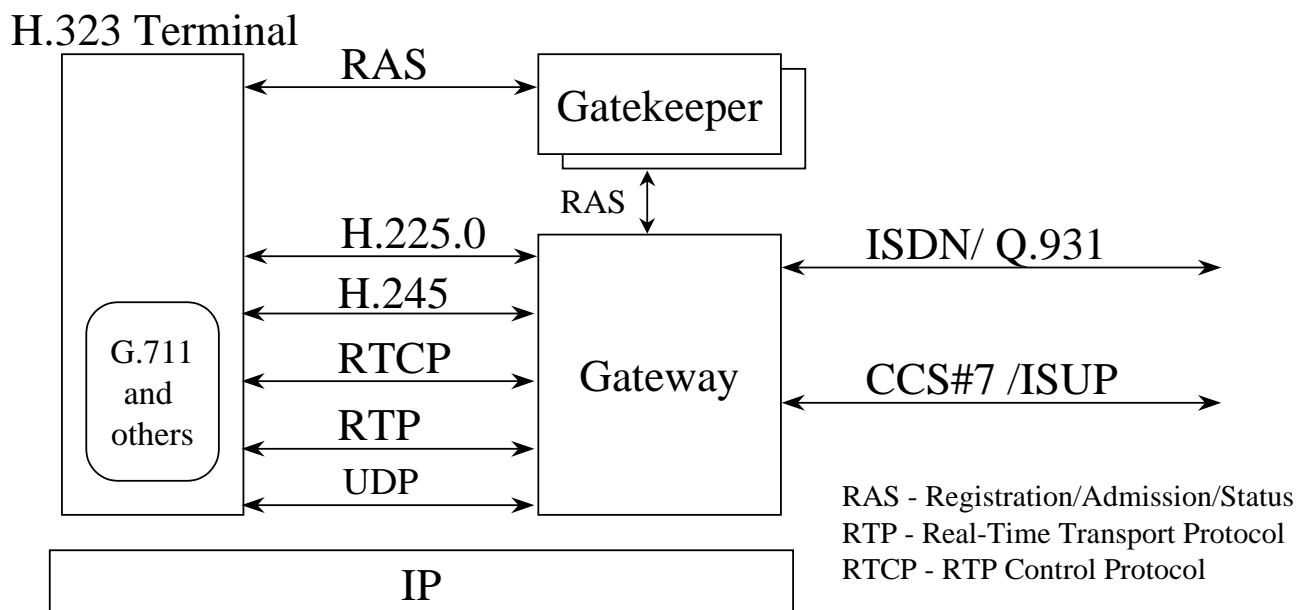 H.323 Terminal
RAS
Gatekeeper
RAS
H.225.0
ISDN/ Q.931
H.245
G.711
and
others
RTCP
Gateway
CCS#7 /ISUP
RTP
UDP
RAS - Registration/Admission/Status
RTP - Real-Time Transport Protocol
RTCP - RTP Control Protocol
IP